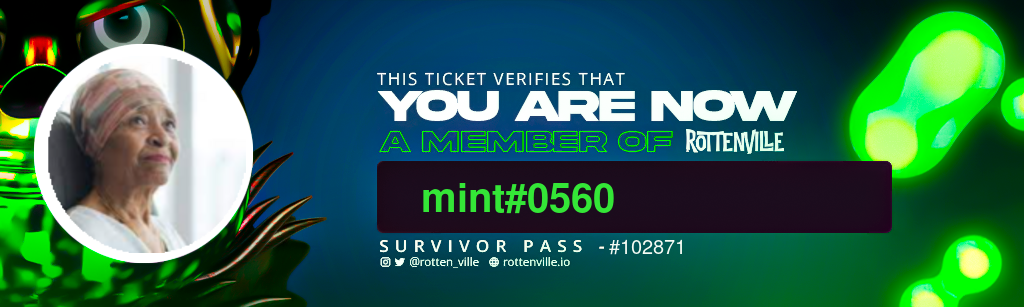 THIS TICKET VERIFIES THAT
YOU ARE NOW
A MEMBER OF ROTTENVILLE
mint#0560
SURVIVOR PASS - #102871
@rotten_ville rottenville.io